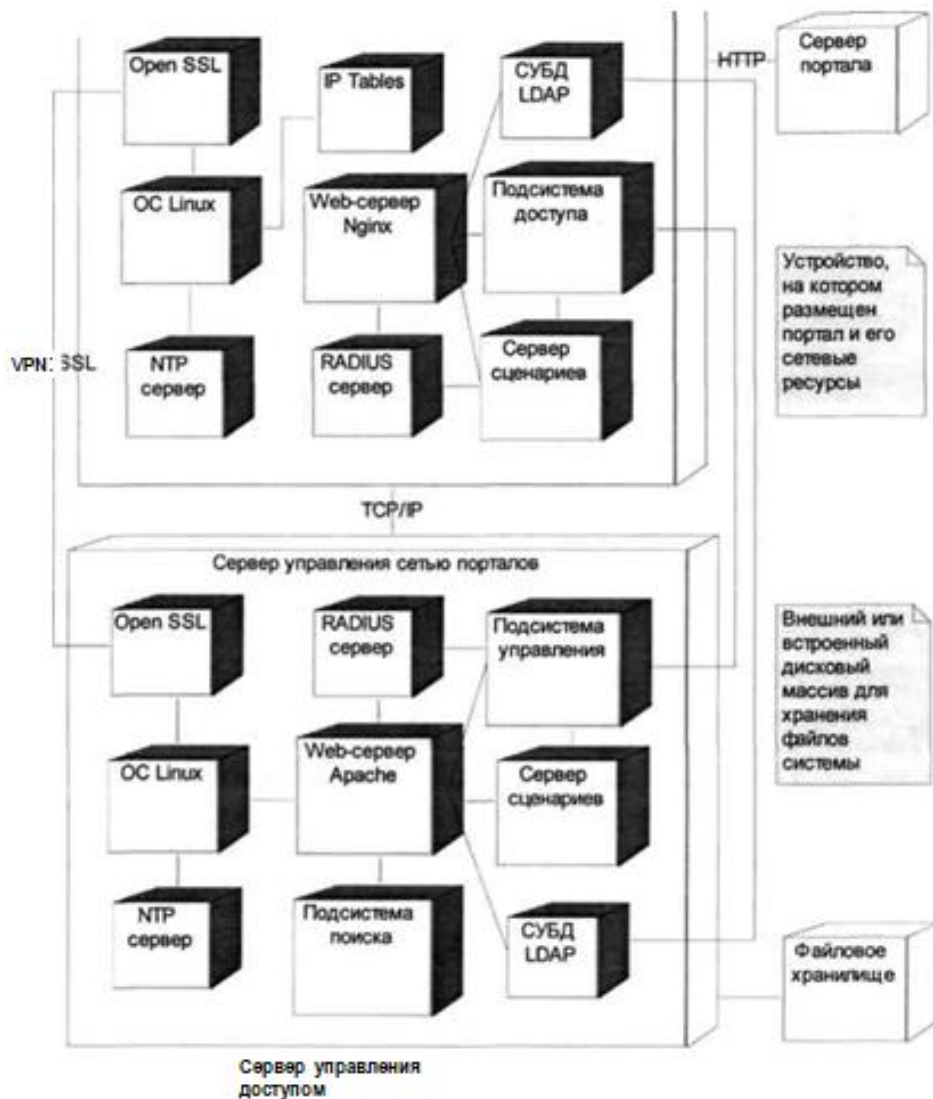 Open SSL
IP Tables
СУБД
LDAP
HTTP
Сервер
портала
ОС Linux
Web-сервер
Nginx
Подсистема
доступа
Устройство,
на котором
размещен
портал и его
сетевые
ресурсы
VPN: SSL
NTP
сервер
RADIUS
сервер
Сервер
сценариев
TCP/IP
Сервер управления сетью порталов
Open SSL
RADIUS
сервер
Подсистема
управления
Внешний или
встроенный
дисковый
массив для
хранения
файлов
системы
ОС Linux
Web-сервер
Apache
Сервер
сценариев
NTP
сервер
Подсистема
поиска
СУБД
LDAP
Файловое
хранилище
Сервер управления
доступом